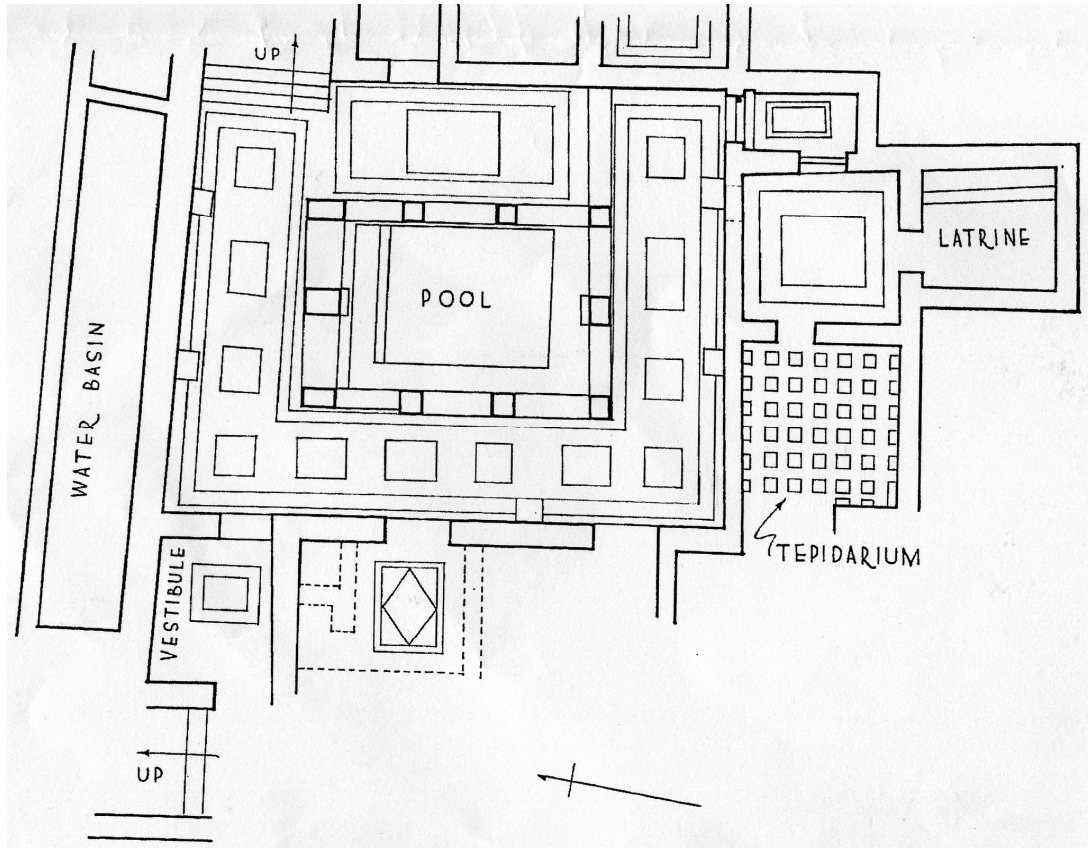 UP
LATRINE
POOL
WATER BASIN
TEPIDARIUM
VESTIBULE
UP